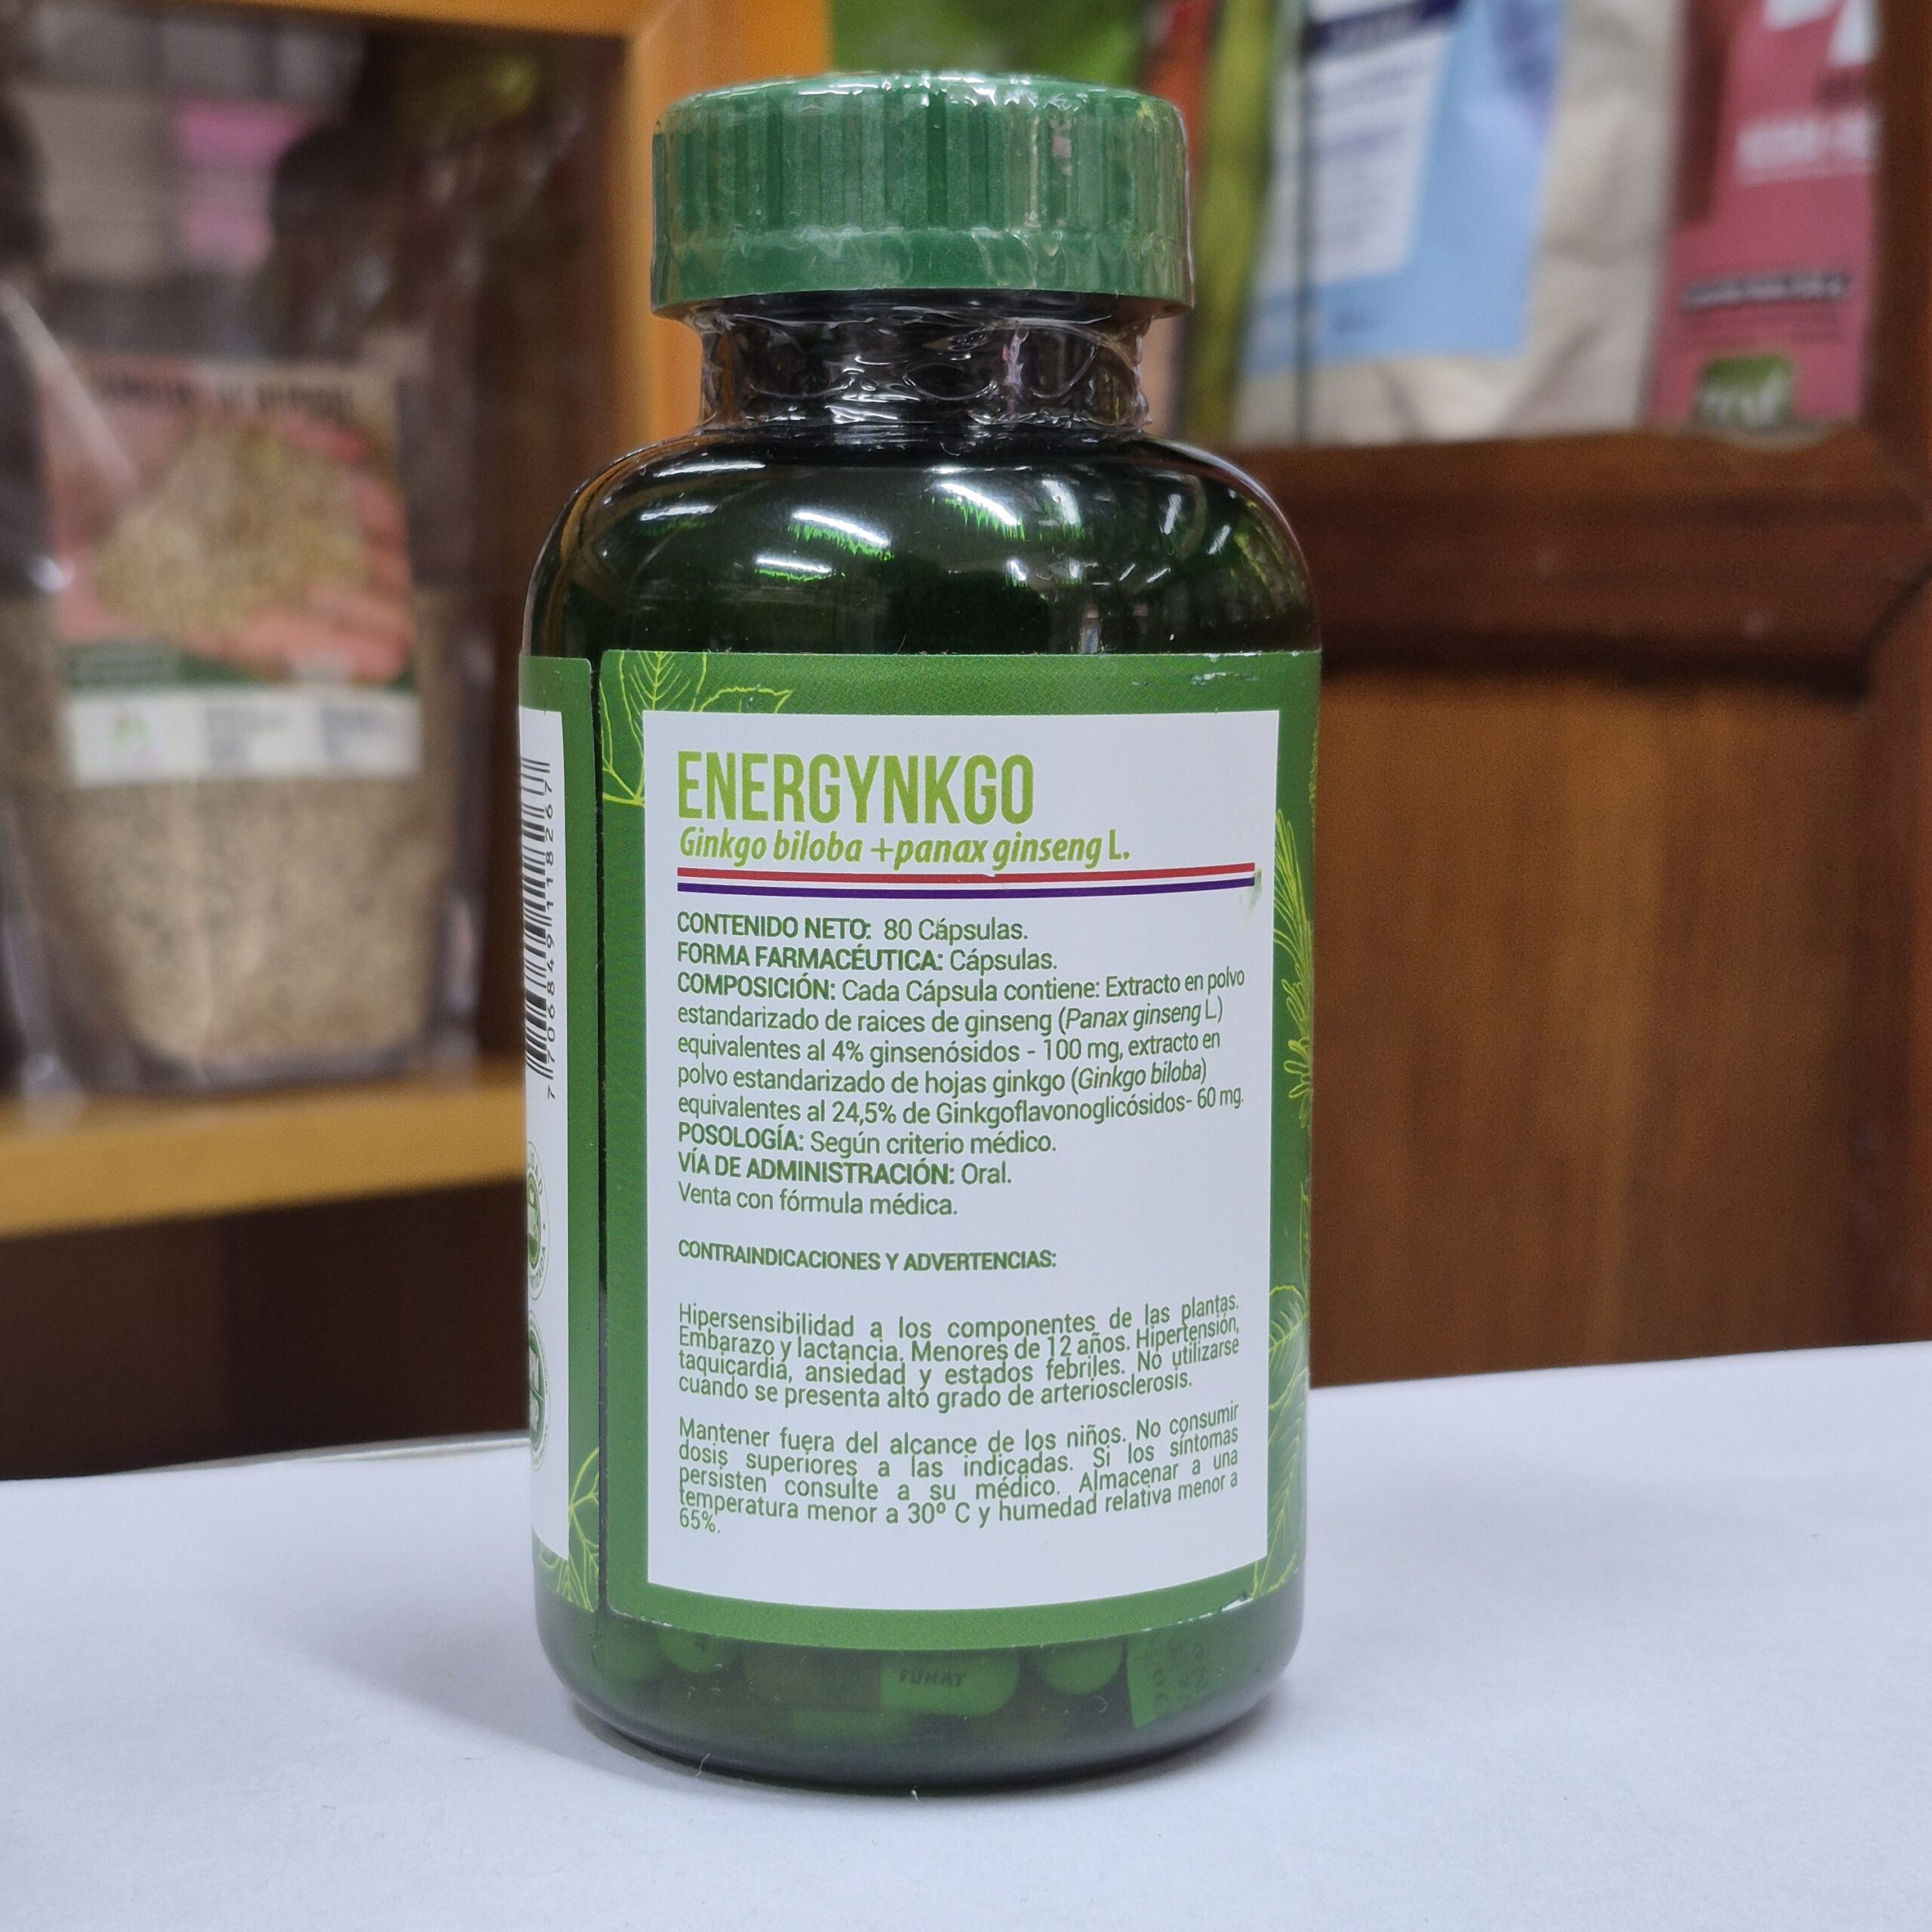 ENERGYNKGO
Ginkgo biloba +panax ginseng L.
CONTENIDO NETO: 80 Cápsulas.
FORMA FARMACÉUTICA: Cápsulas.
COMPOSICIÓN: Cada Cápsula contiene: Extracto en polvo
estandarizado de raices de ginseng (Panax ginseng L.)
equivalentes al 4% ginsenósidos - 100 mg, extracto en
polvo estandarizado de hojas ginkgo (Ginkgo biloba)
equivalentes al 24,5% de Ginkgoflavonoglicósidos- 60 mg.
POSOLOGÍA: Según criterio médico.
VÍA DE ADMINISTRACIÓN: Oral.
Venta con fórmula médica.
CONTRAINDICACIONES Y ADVERTENCIAS:
Hipersensibilidad a los componentes de las plantas.
Embarazo y lactancia. Menores de 12 años. Hipertensión,
taquicardia, ansiedad y estados febriles. No utilizarse
cuando se presenta alto grado de arteriosclerosis.
Mantener fuera del alcance de los niños. No consumir
dosis superiores a las indicadas. Si los síntomas
persisten consulte a su médico. Almacenar a una
temperatura menor a 30º C y humedad relativa menor a
65%.
7 706849 118267